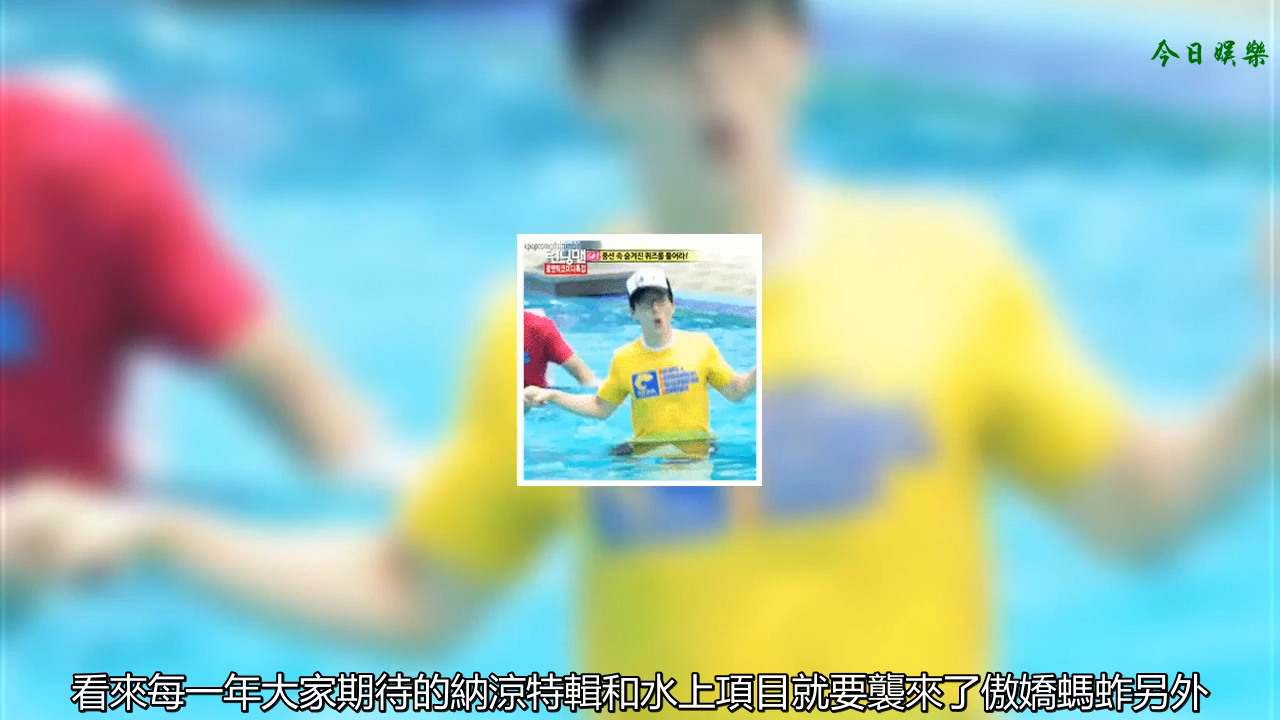 今日娱樂
런닝맨
풍선 속 숨겨진 퀴즈를 풀어라!
看來每一年大家期待的納涼特輯和水上項目就要襲來了傲嬌螞蚱另外